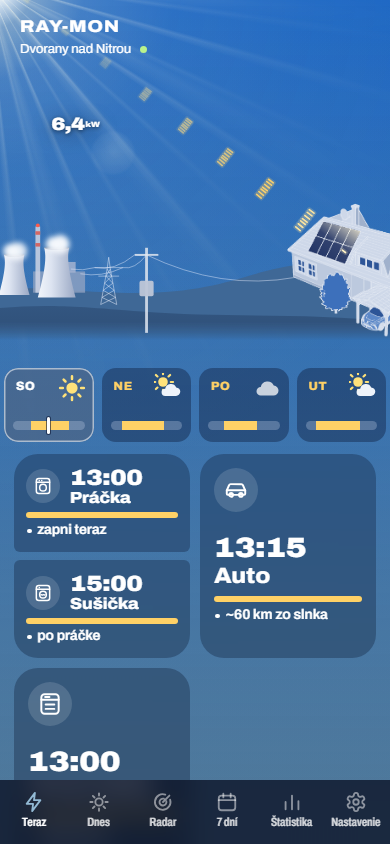 RAY-MON
Dvorany nad Nitrou
6,4kW
SO
NE
PO
UT
13:00
Práčka
• zapni teraz
15:00
Sušička
• po práčke
13:15
Auto
• ~60 km zo slnka
13:00
Teraz
Dnes
Radar
7 dní
Štatistika
Nastavenie